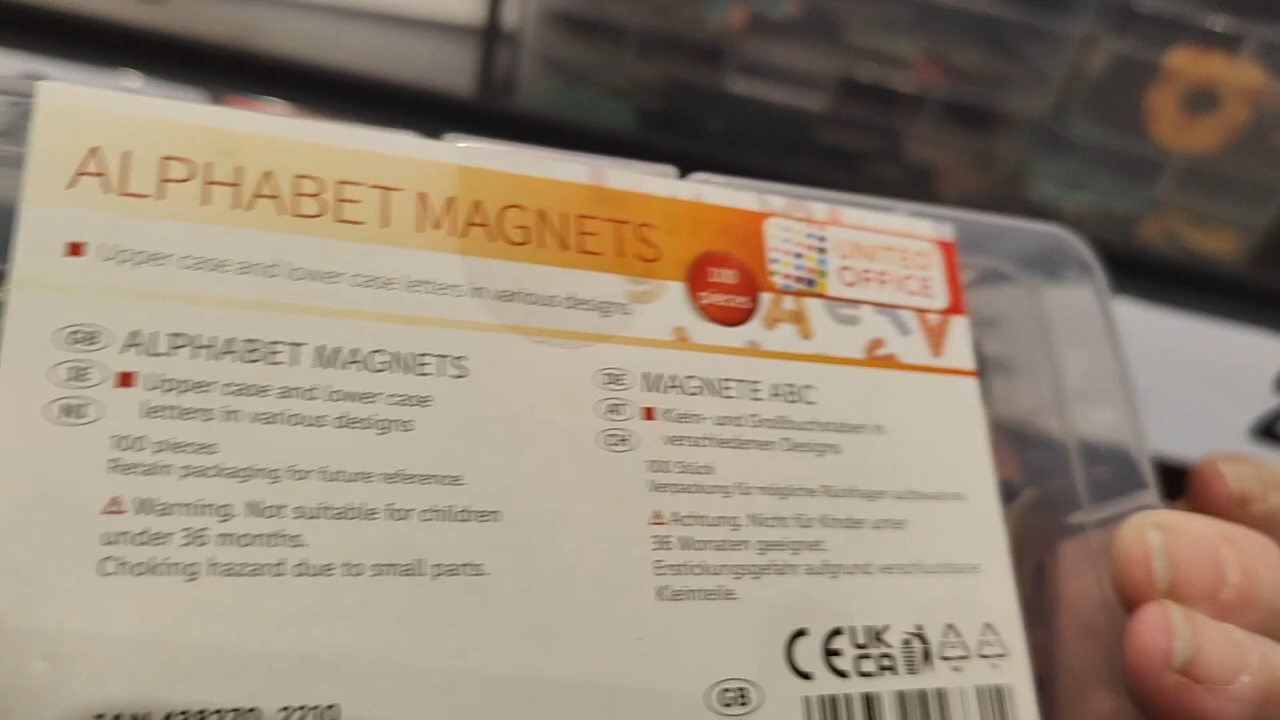 ALPHABET MAGNETS
UNITED
OFFICE
Upper case and lower case letters in various designs
100
pieces
GB
IE
NI
ALPHABET MAGNETS
Upper case and lower case
letters in various designs
100 pieces
Retain packaging for future reference.
Warning. Not suitable for children
under 36 months.
Choking hazard due to small parts.
DE
AT
CH
MAGNETE ABC
Klein- und Großbuchstaben in
verschiedenen Designs
100 Stück
Verpackung für mögliche Rückfragen aufbewahren.
Achtung. Nicht für Kinder unter
36 Monaten geeignet.
Erstickungsgefahr aufgrund verschluckbarer
Kleinteile.
CE
UK
CA
GB
2210